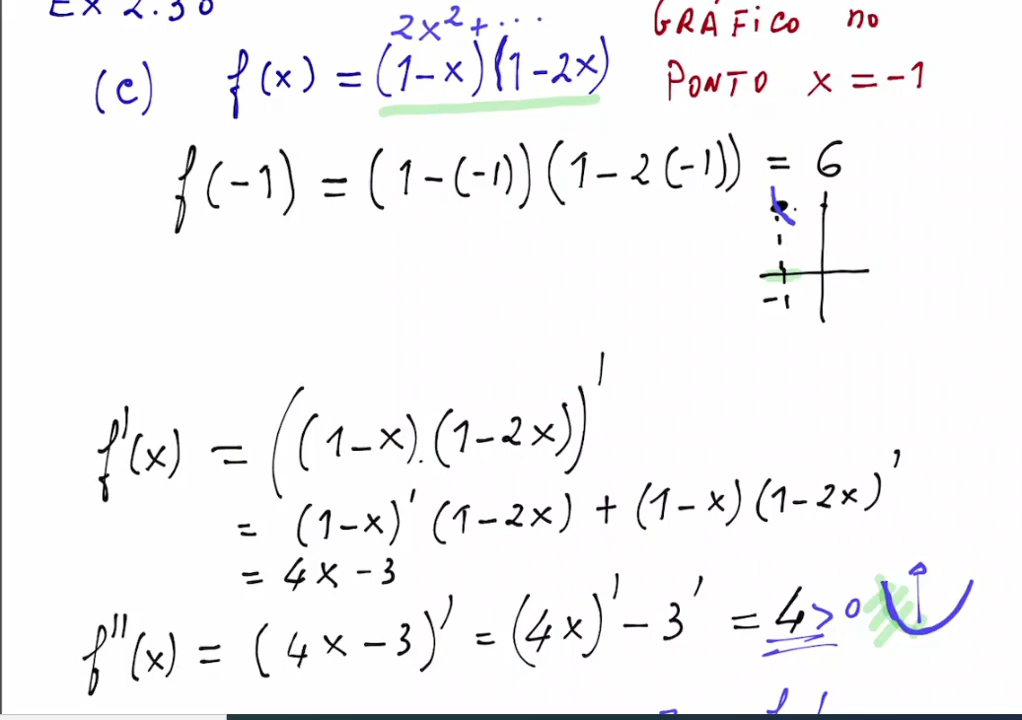 Ex 2.30
2x² + ...
GRÁFICO no
(c) f(x) = (1-x)(1-2x)
PONTO x = -1
f(-1) = (1-(-1))(1-2(-1)) = 6
-1
f'(x) = ((1-x).(1-2x))'
= (1-x)'(1-2x) + (1-x)(1-2x)'
= 4x - 3
f''(x) = (4x-3)' = (4x)' - 3' = 4 > 0